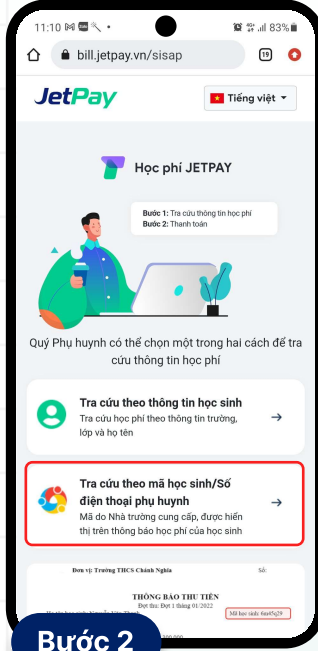 11:10
4G+ 83%
bill.jetpay.vn/sisap
19
JetPay
Tiếng việt
Học phí JETPAY
Bước 1: Tra cứu thông tin học phí
Bước 2: Thanh toán
Quý Phụ huynh có thể chọn một trong hai cách để tra
cứu thông tin học phí
Tra cứu theo thông tin học sinh
Tra cứu học phí theo thông tin trường,
lớp và họ tên
Tra cứu theo mã học sinh/Số
điện thoại phụ huynh
Mã do Nhà trường cung cấp, được hiển
thị trên thông báo học phí của học sinh
Đơn vị: Trường THCS Chánh Nghĩa
Số:
THÔNG BÁO THU TIỀN
Đợt thu: Đợt 1 tháng 01/2022
Mã học sinh: 6nt45q29
Bước 2